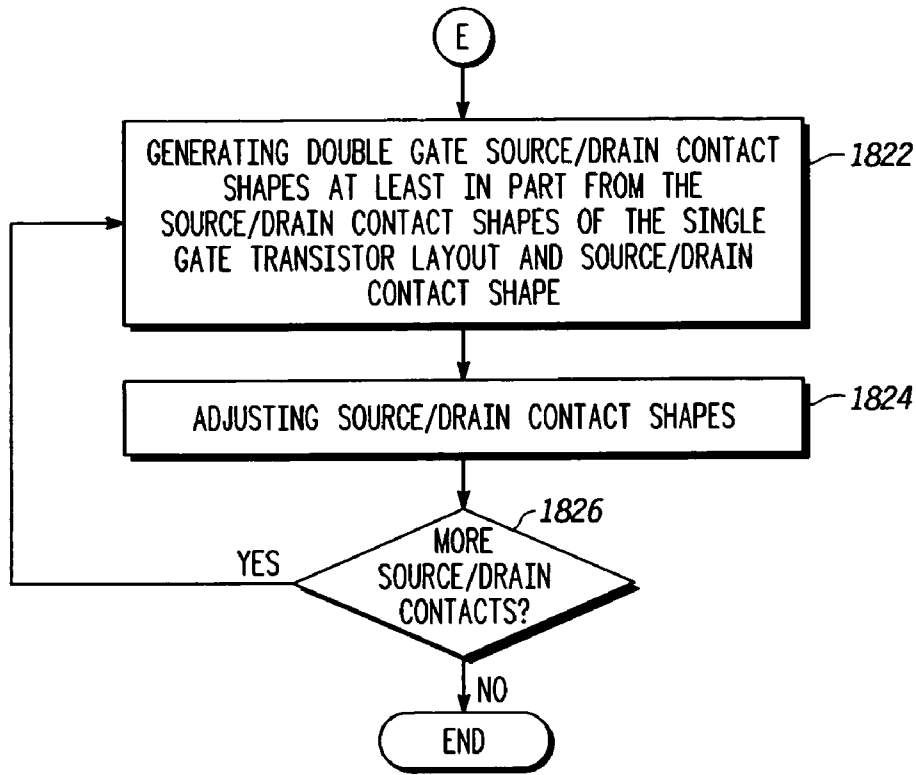 E
GENERATING DOUBLE GATE SOURCE/DRAIN CONTACT
SHAPES AT LEAST IN PART FROM THE
SOURCE/DRAIN CONTACT SHAPES OF THE SINGLE
GATE TRANSISTOR LAYOUT AND SOURCE/DRAIN
CONTACT SHAPE
1822
ADJUSTING SOURCE/DRAIN CONTACT SHAPES
1824
1826
MORE
SOURCE/DRAIN
CONTACTS?
YES
NO
END